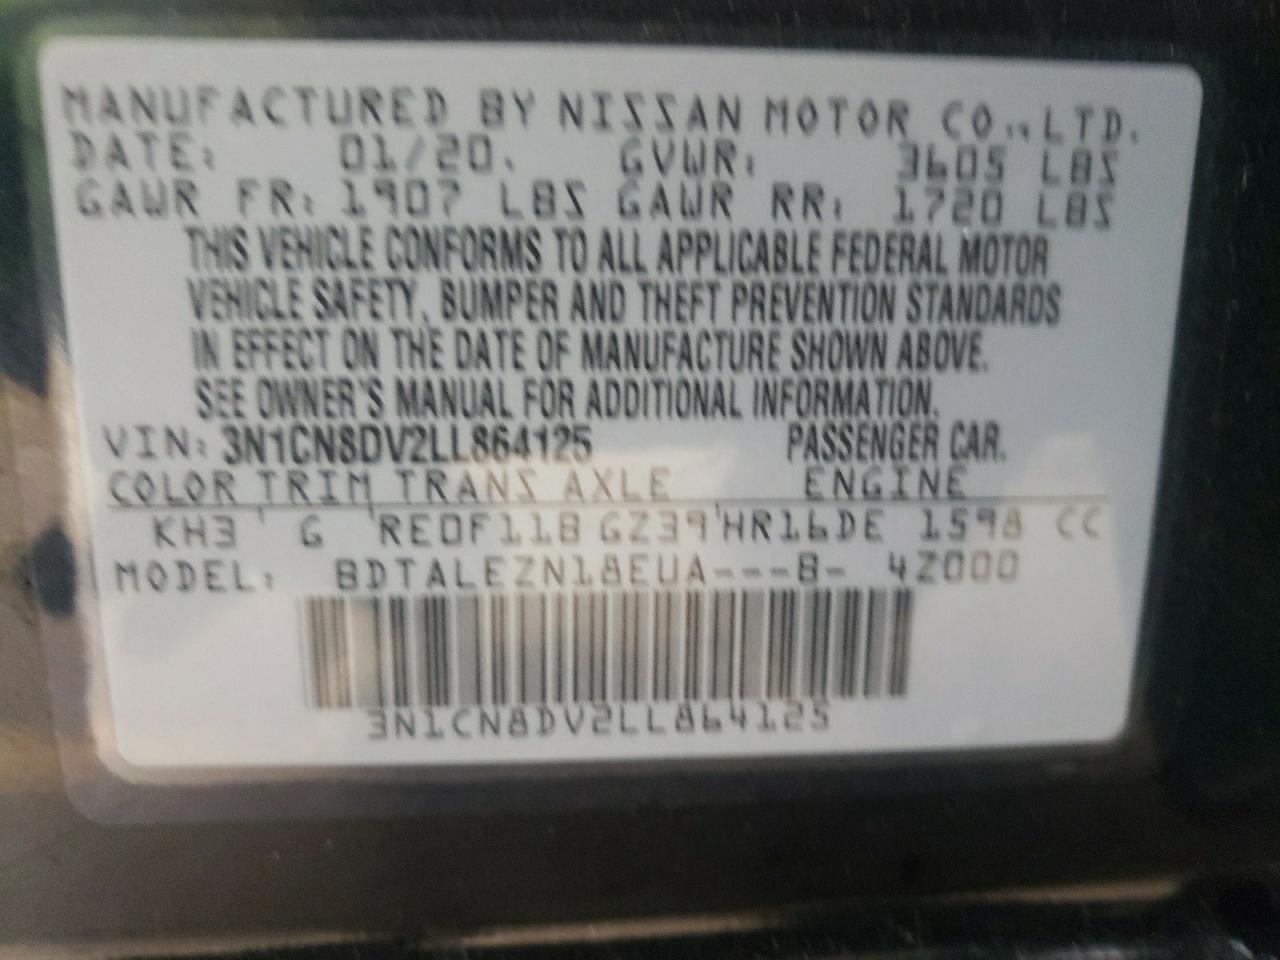 MANUFACTURED BY NISSAN MOTOR CO., LTD.
DATE: 01/20. GVWR: 3605 LBS
GAWR FR: 1907 LBS GAWR RR: 1720 LBS
THIS VEHICLE CONFORMS TO ALL APPLICABLE FEDERAL MOTOR
VEHICLE SAFETY, BUMPER AND THEFT PREVENTION STANDARDS
IN EFFECT ON THE DATE OF MANUFACTURE SHOWN ABOVE.
SEE OWNER'S MANUAL FOR ADDITIONAL INFORMATION.
VIN: 3N1CN8DV2LL864125 PASSENGER CAR.
COLOR TRIM TRANS AXLE ENGINE
KH3 G RE0F11B GZ39 HR16DE 1598 CC
MODEL: BDTALEZN18EUA---B- 4Z000
3N1CN8DV2LL864125